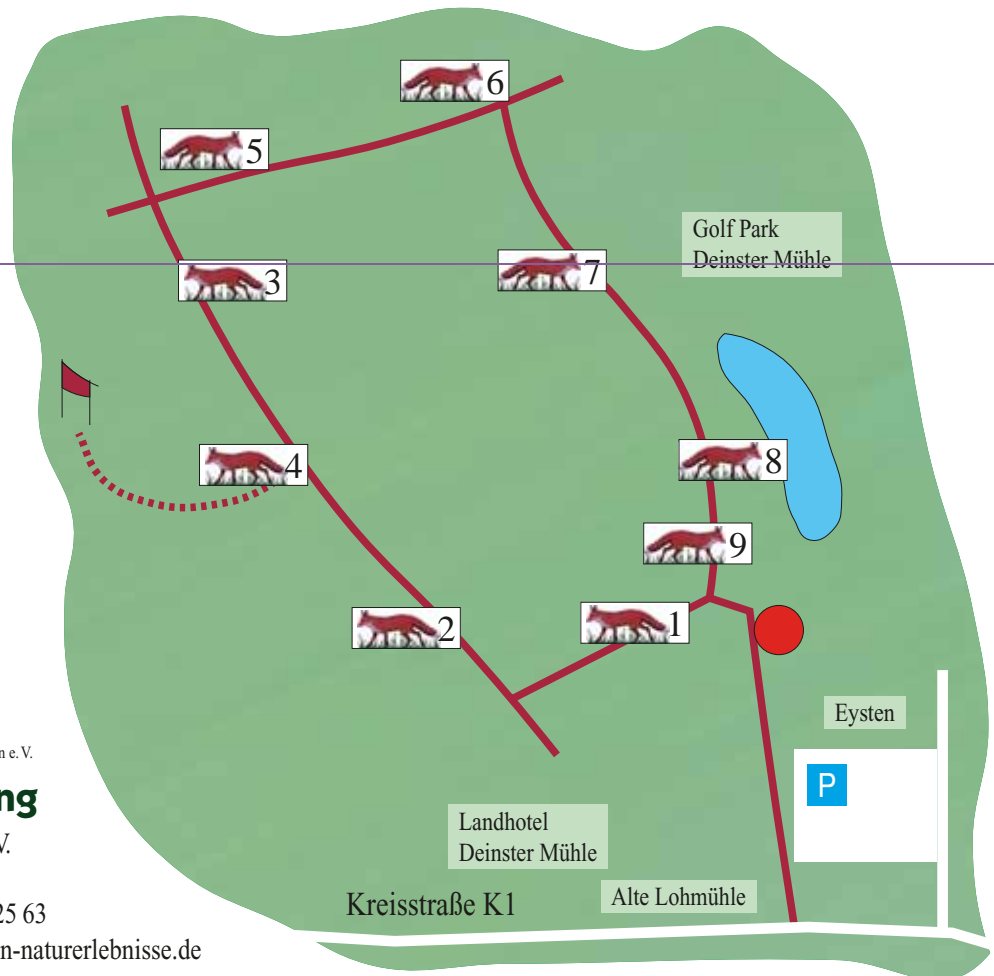 6
5
Golf Park
Deinster Mühle
3
7
4
8
9
2
1
Eysten
P
Landhotel
Deinster Mühle
Alte Lohmühle
Kreisstraße K1
n e.V.
ng
V.
25 63
n-naturerlebnisse.de